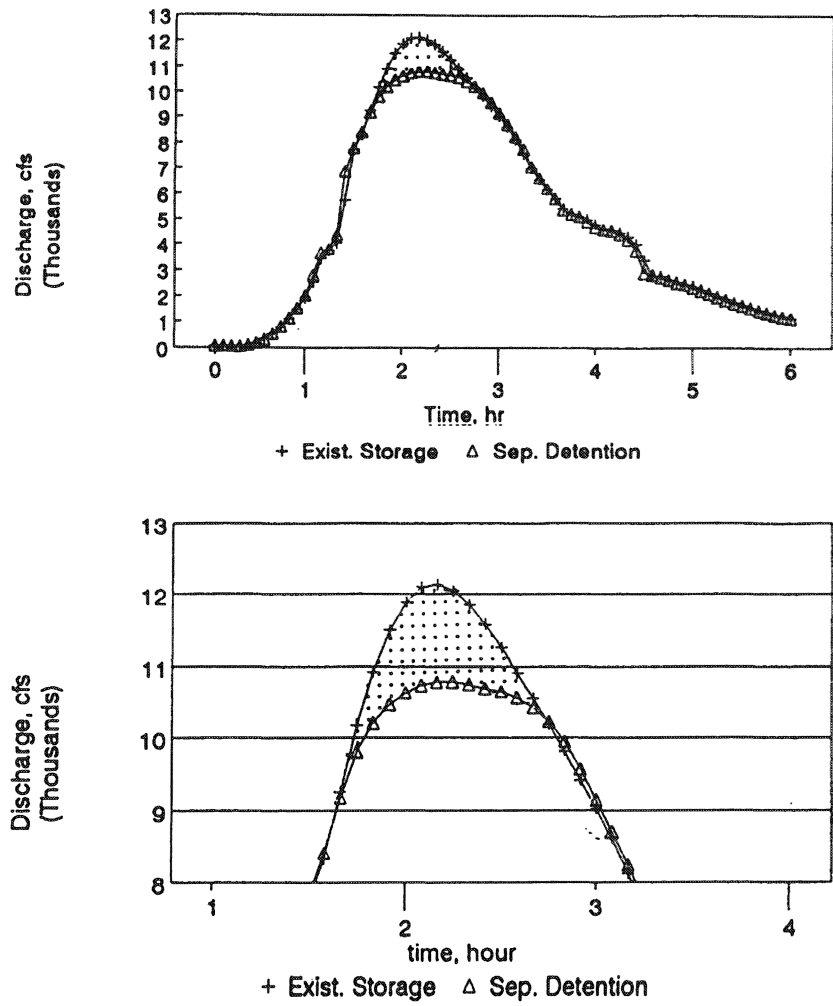 13
12
11
10
9
8
7
6
5
4
3
2
1
0
Discharge, cfs
(Thousands)
0 1 2 3 4 5 6
Time, hr
+ Exist. Storage △ Sep. Detention
13
12
11
10
9
8
Discharge, cfs
(Thousands)
1 2 3 4
time, hour
+ Exist. Storage △ Sep. Detention